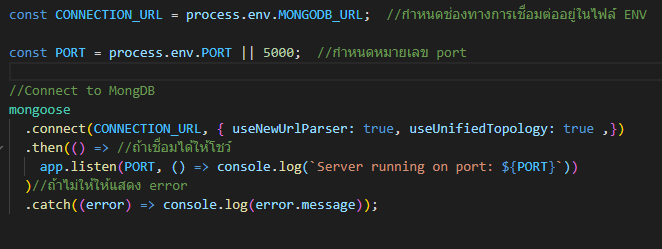 const CONNECTION_URL = process.env.MONGODB_URL;  //กำหนดช่องทางการเชื่อมต่ออยู่ในไฟล์ ENV
const PORT = process.env.PORT || 5000;  //กำหนดหมายเลข port
//Connect to MongDB
mongoose
  .connect(CONNECTION_URL, { useNewUrlParser: true, useUnifiedTopology: true ,})
  .then(() => //ถ้าเชื่อมได้ให้โชว์
    app.listen(PORT, () => console.log(`Server running on port: ${PORT}`))
  )//ถ้าไม่ให้ให้แสดง error
  .catch((error) => console.log(error.message));